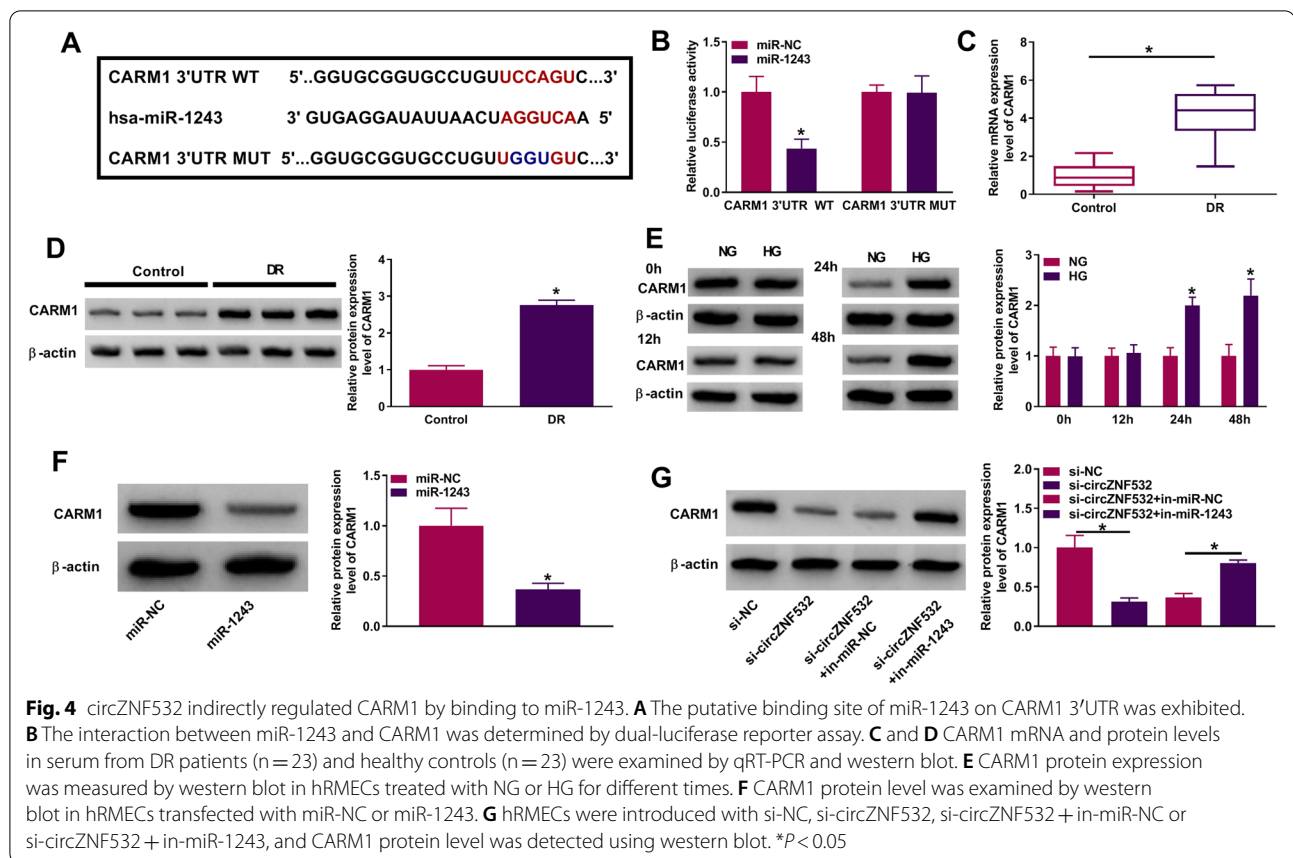 A
CARM1 3'UTR WT 5'..GGUGCGGUGCCUGUUCCAGUC...3'
hsa-miR-1243 3' GUGAGGAUAUUAACUAGGUCAA 5'
CARM1 3'UTR MUT 5'...GGUGCGGUGCCUGUUGGUGUC...3'
B
miR-NC
miR-1243
Relative luciferase activity
1.5
1.0
0.5
0.0
*
CARM1 3'UTR WT CARM1 3'UTR MUT
C
Relative mRNA expression
level of CARM1
8
6
4
2
0
*
Control DR
D
Control DR
CARM1
β-actin
Relative protein expression
level of CARM1
4
3
2
1
0
*
Control DR
E
NG HG
0h
CARM1
β-actin
12h
CARM1
β-actin
NG HG
24h
48h
NG
HG
Relative protein expression
level of CARM1
3
2
1
0
* *
0h 12h 24h 48h
F
CARM1
β-actin
miR-NC miR-1243
miR-NC
miR-1243
Relative protein expression
level of CARM1
1.5
1.0
0.5
0.0
*
G
CARM1
β-actin
si-NC
si-circZNF532
si-circZNF532
+in-miR-NC
si-circZNF532
+in-miR-1243
si-NC
si-circZNF532
si-circZNF532+in-miR-NC
si-circZNF532+in-miR-1243
Relative protein expression
level of CARM1
2.0
1.5
1.0
0.5
0.0
* *
Fig. 4 circZNF532 indirectly regulated CARM1 by binding to miR-1243. A The putative binding site of miR-1243 on CARM1 3′UTR was exhibited.
B The interaction between miR-1243 and CARM1 was determined by dual-luciferase reporter assay. C and D CARM1 mRNA and protein levels
in serum from DR patients (n = 23) and healthy controls (n = 23) were examined by qRT-PCR and western blot. E CARM1 protein expression
was measured by western blot in hRMECs treated with NG or HG for different times. F CARM1 protein level was examined by western
blot in hRMECs transfected with miR-NC or miR-1243. G hRMECs were introduced with si-NC, si-circZNF532, si-circZNF532 + in-miR-NC or
si-circZNF532 + in-miR-1243, and CARM1 protein level was detected using western blot. *P < 0.05